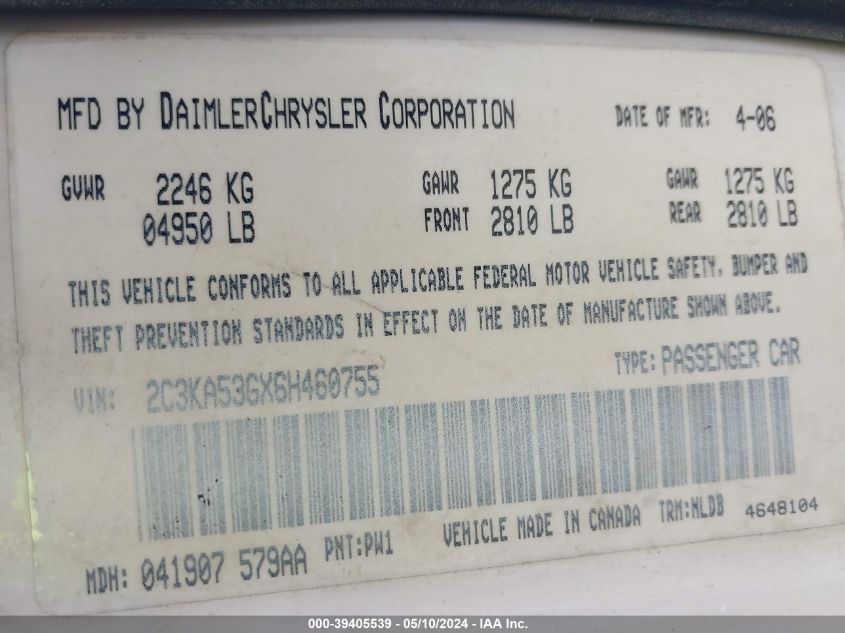 MFD BY DAIMLERCHRYSLER CORPORATION DATE OF MFR: 4-06
GVWR 2246 KG GAWR 1275 KG GAWR 1275 KG
04950 LB FRONT 2810 LB REAR 2810 LB
THIS VEHICLE CONFORMS TO ALL APPLICABLE FEDERAL MOTOR VEHICLE SAFETY, BUMPER AND
THEFT PREVENTION STANDARDS IN EFFECT ON THE DATE OF MANUFACTURE SHOWN ABOVE.
VIN: 2C3KA53GX6H460755 TYPE: PASSENGER CAR
MDH: 041907 579AA PNT:PW1 VEHICLE MADE IN CANADA TRM:NLDB 4648104
000-39405539 - 05/10/2024 - IAA Inc.